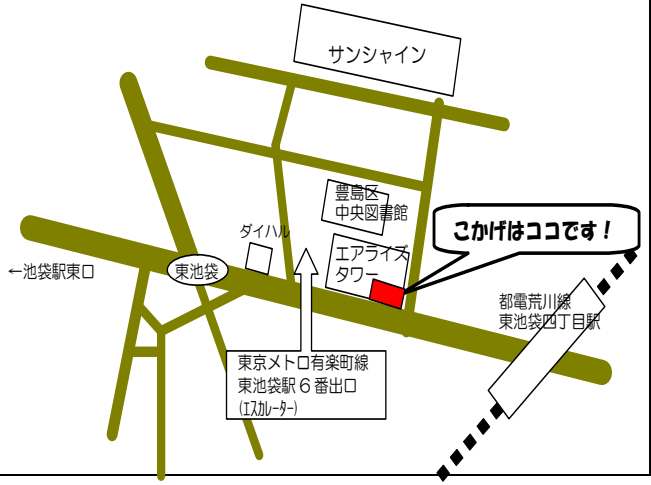 サンシャイン
豊島区
中央図書館
こかげはココです！
ダイハル
エアライズ
タワー
←池袋駅東口
東池袋
都電荒川線
東池袋四丁目駅
東京メトロ有楽町線
東池袋駅６番出口
(ｴｽｶﾚｰﾀｰ)